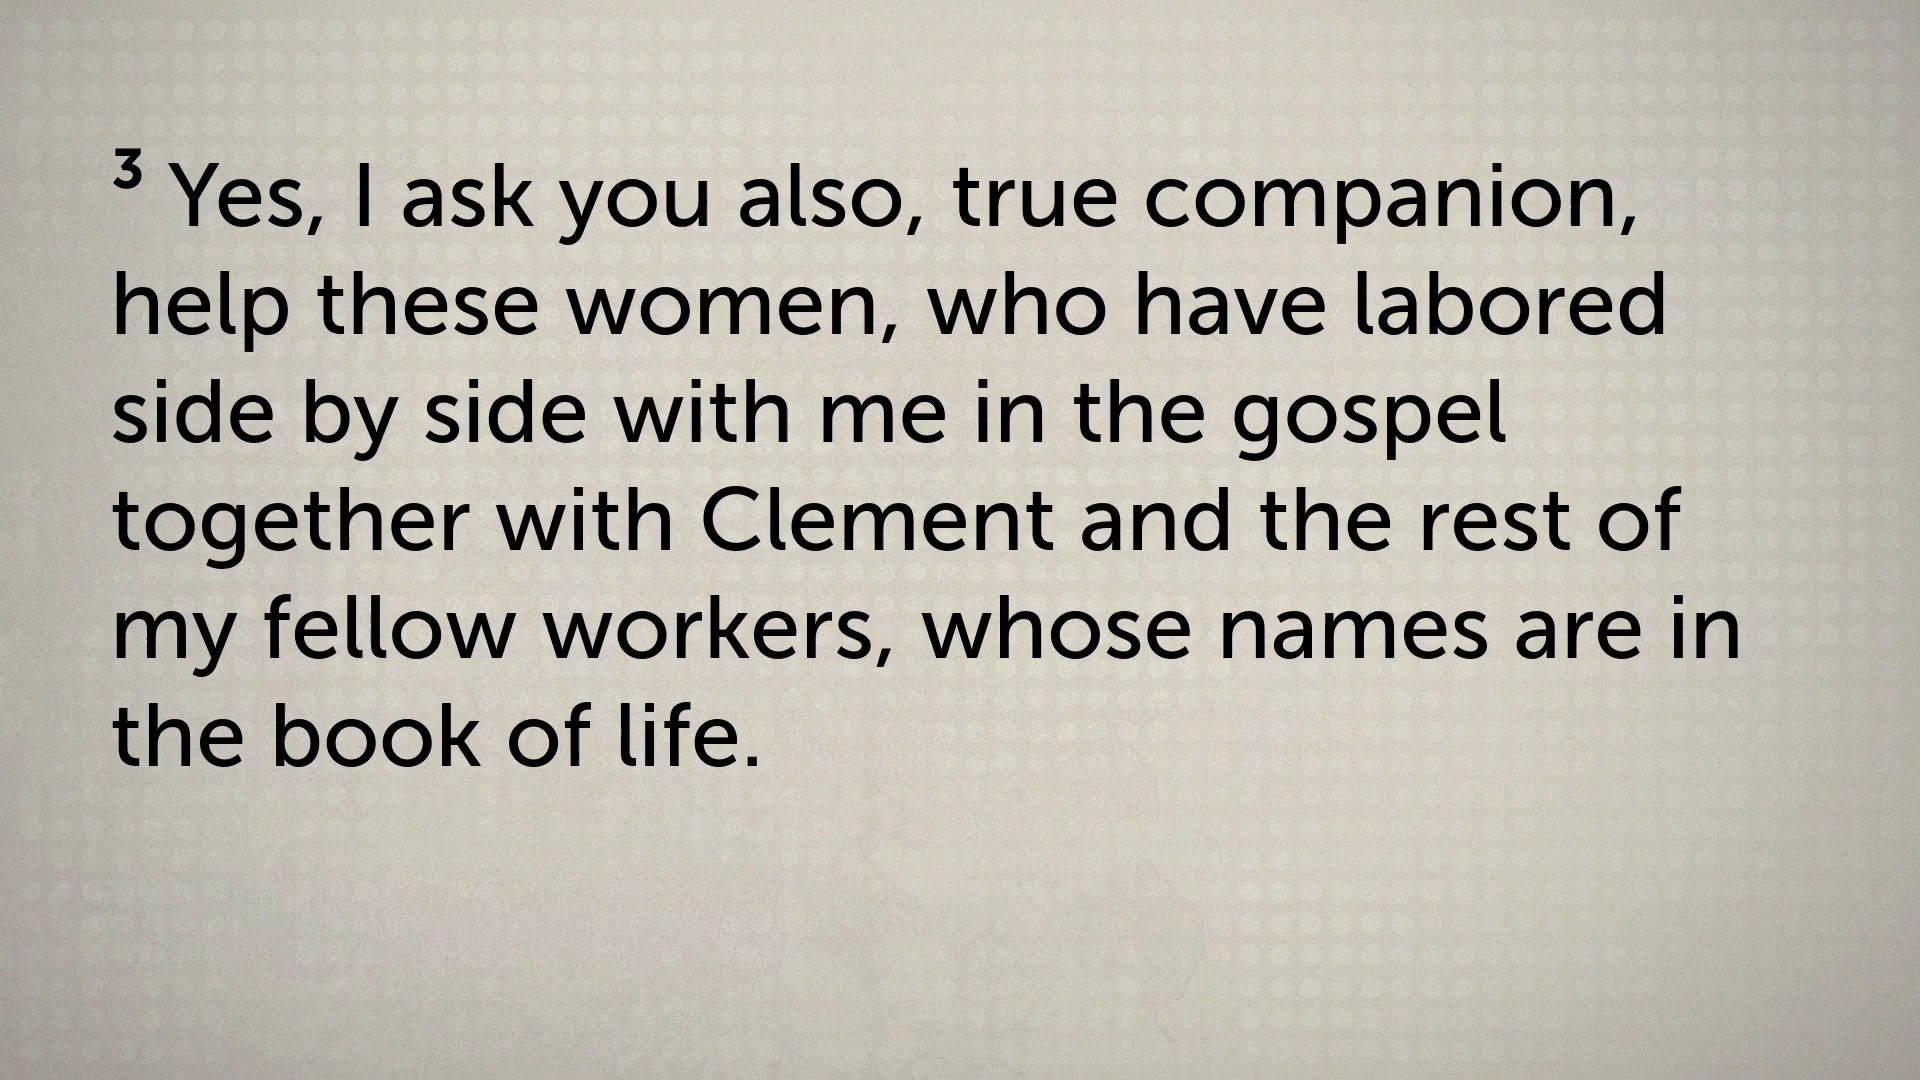 ³ Yes, I ask you also, true companion,
help these women, who have labored
side by side with me in the gospel
together with Clement and the rest of
my fellow workers, whose names are in
the book of life.